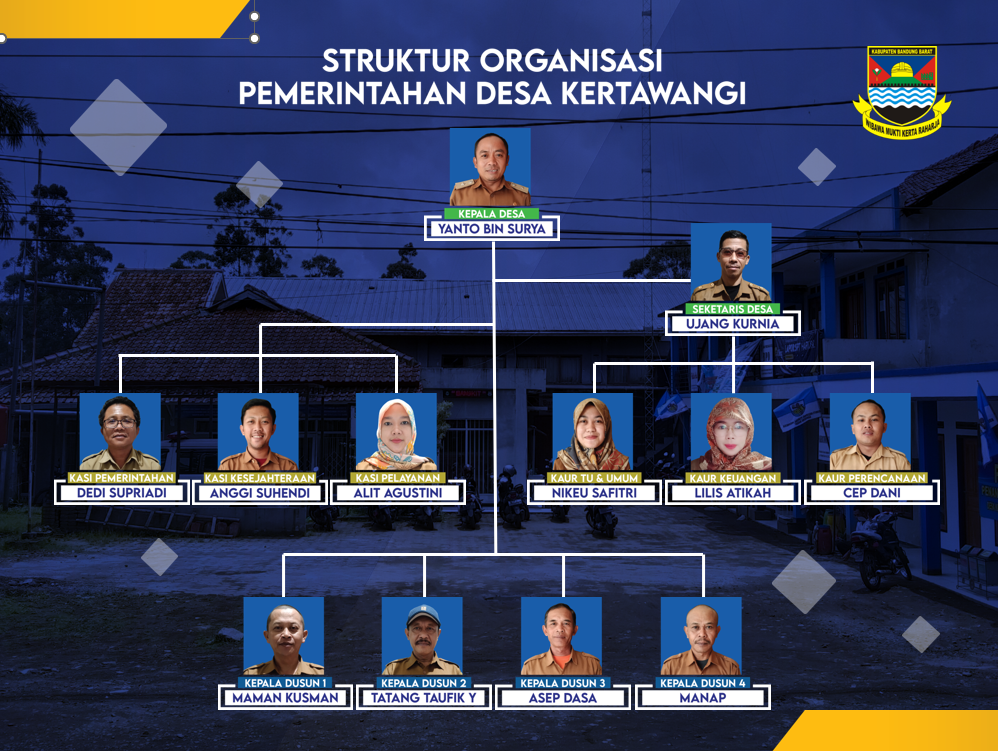 STRUKTUR ORGANISASI
PEMERINTAHAN DESA KERTAWANGI
KABUPATEN BANDUNG BARAT
WIBAWA MUKTI KERTA RAHARJA
KEPALA DESA
YANTO BIN SURYA
SEKETARIS DESA
UJANG KURNIA
KASI PEMERINTAHAN
DEDI SUPRIADI
KASI KESEJAHTERAAN
ANGGI SUHENDI
KASI PELAYANAN
ALIT AGUSTINI
KAUR TU & UMUM
NIKEU SAFITRI
KAUR KEUANGAN
LILIS ATIKAH
KAUR PERENCANAAN
CEP DANI
KEPALA DUSUN 1
MAMAN KUSMAN
KEPALA DUSUN 2
TATANG TAUFIK Y
KEPALA DUSUN 3
ASEP DASA
KEPALA DUSUN 4
MANAP